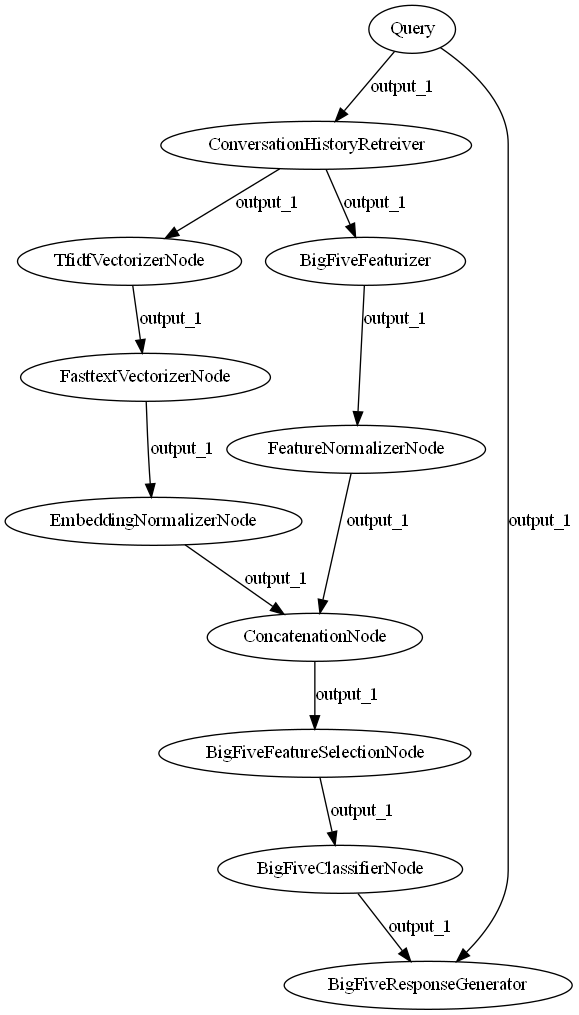 Query
output_1
ConversationHistoryRetreiver
output_1
output_1
TfidfVectorizerNode
BigFiveFeaturizer
output_1
output_1
FasttextVectorizerNode
output_1
FeatureNormalizerNode
EmbeddingNormalizerNode
output_1
output_1
output_1
ConcatenationNode
output_1
BigFiveFeatureSelectionNode
output_1
BigFiveClassifierNode
output_1
BigFiveResponseGenerator